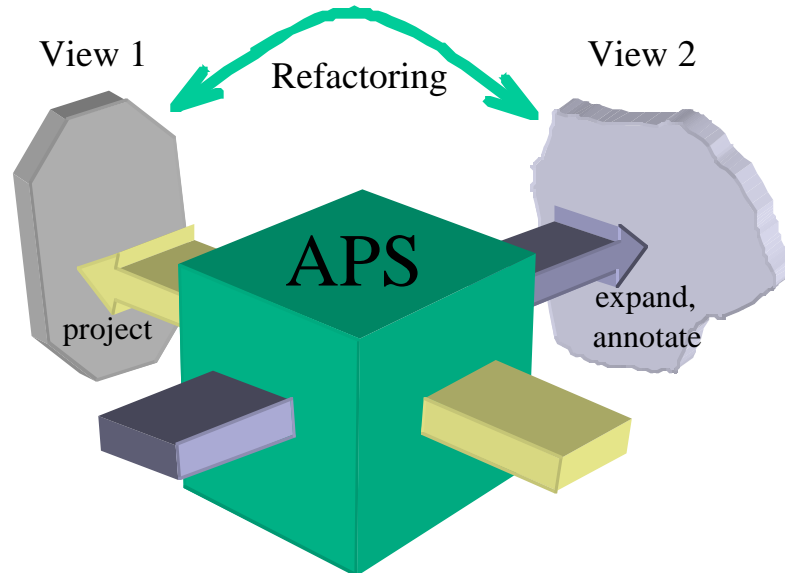 View 1
View 2
Refactoring
APS
project
expand,
annotate